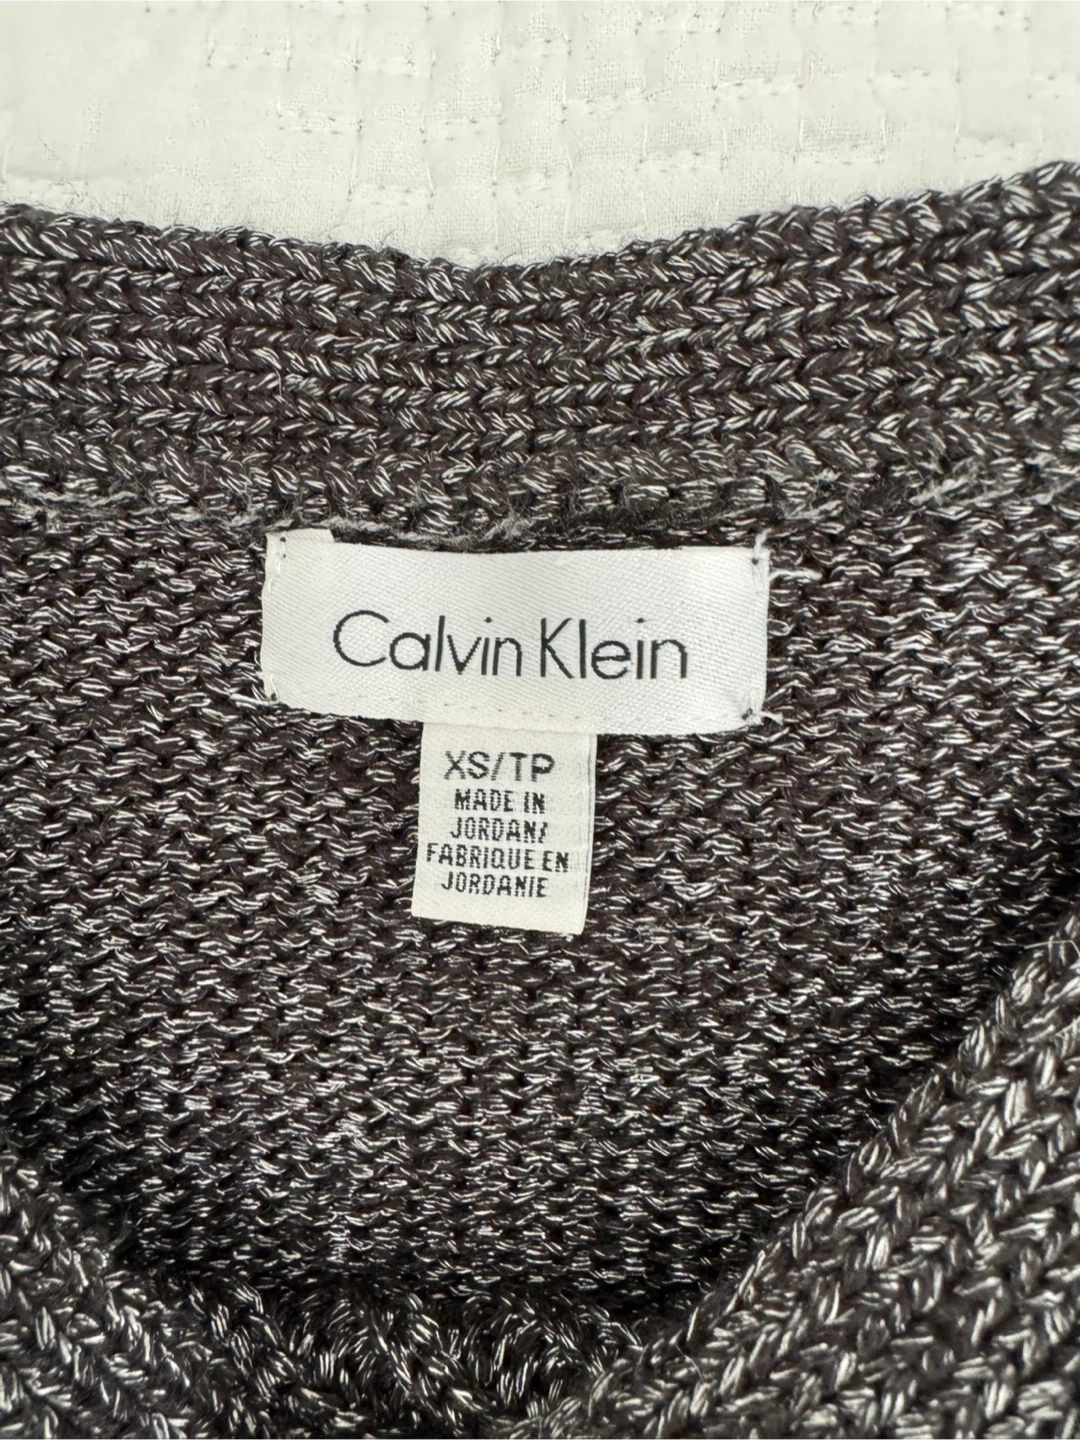 Calvin Klein
XS/TP
MADE IN
JORDAN/
FABRIQUE EN
JORDANIE